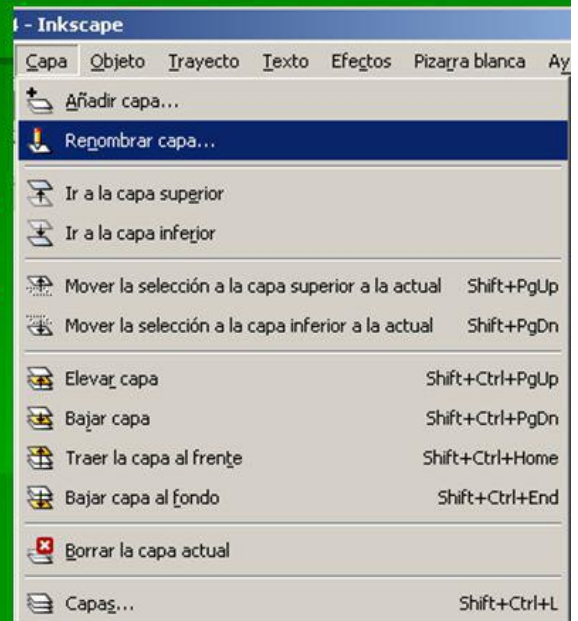 - Inkscape
Capa Objeto Trayecto Texto Efectos Pizarra blanca Ay
Añadir capa...
Renombrar capa...
Ir a la capa superior
Ir a la capa inferior
Mover la selección a la capa superior a la actual Shift+PgUp
Mover la selección a la capa inferior a la actual Shift+PgDn
Elevar capa Shift+Ctrl+PgUp
Bajar capa Shift+Ctrl+PgDn
Traer la capa al frente Shift+Ctrl+Home
Bajar capa al fondo Shift+Ctrl+End
Borrar la capa actual
Capas... Shift+Ctrl+L